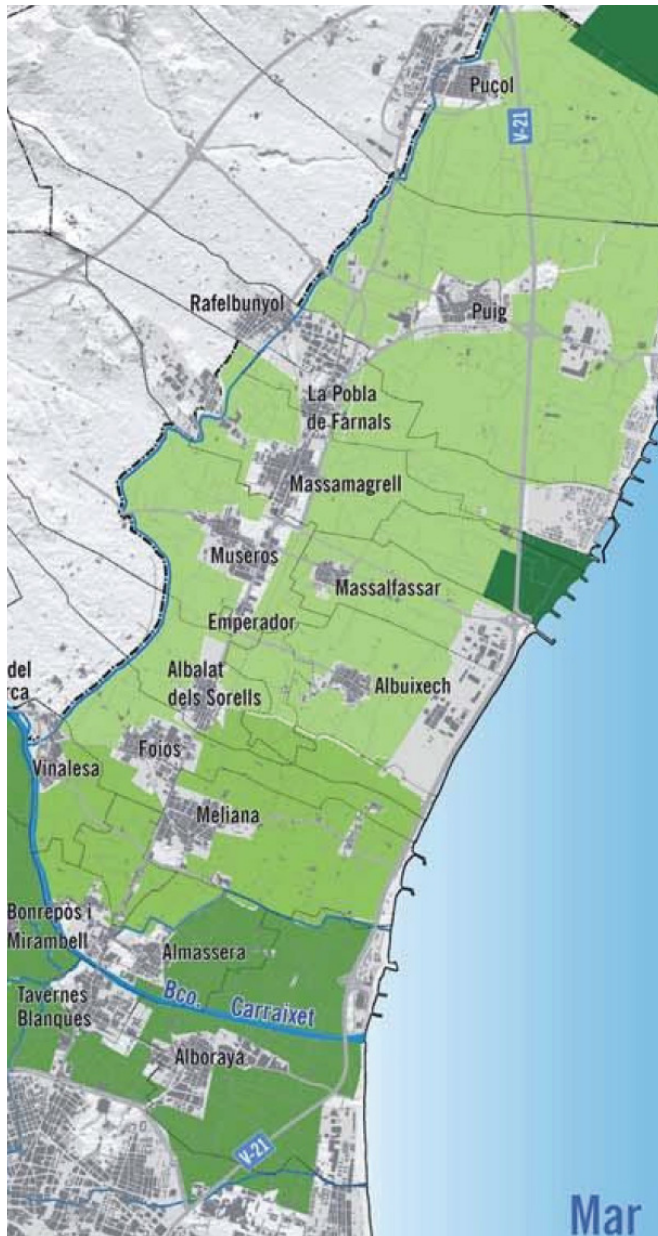 Puçol
V-21
Rafelbunyol
Puig
La Pobla
de Farnals
Massamagrell
Museros
Massalfassar
Emperador
Albalat
dels Sorells
Albuixech
del
rca
Foios
Vinalesa
Meliana
Bonrepòs i
Mirambell
Almassera
Bco. Carraixet
Tavernes
Blanques
Alboraya
V-21
Mar